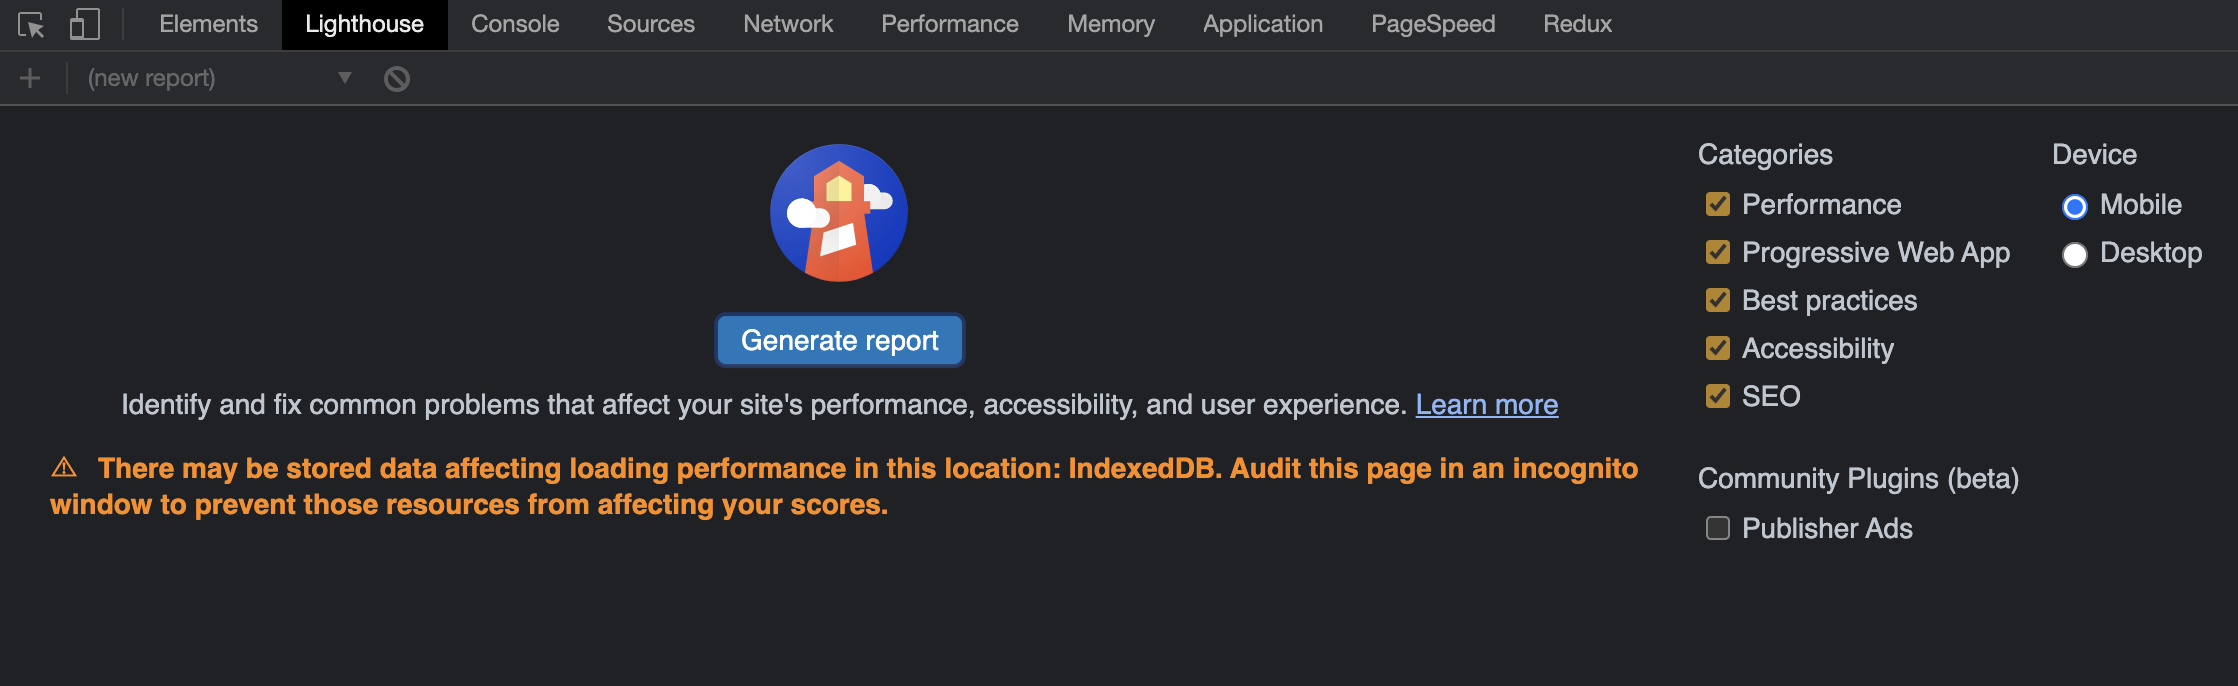 Elements Lighthouse Console Sources Network Performance Memory Application PageSpeed Redux
(new report)
Categories
Performance
Progressive Web App
Best practices
Accessibility
SEO
Device
Mobile
Desktop
Generate report
Identify and fix common problems that affect your site's performance, accessibility, and user experience. Learn more
There may be stored data affecting loading performance in this location: IndexedDB. Audit this page in an incognito
window to prevent those resources from affecting your scores.
Community Plugins (beta)
Publisher Ads